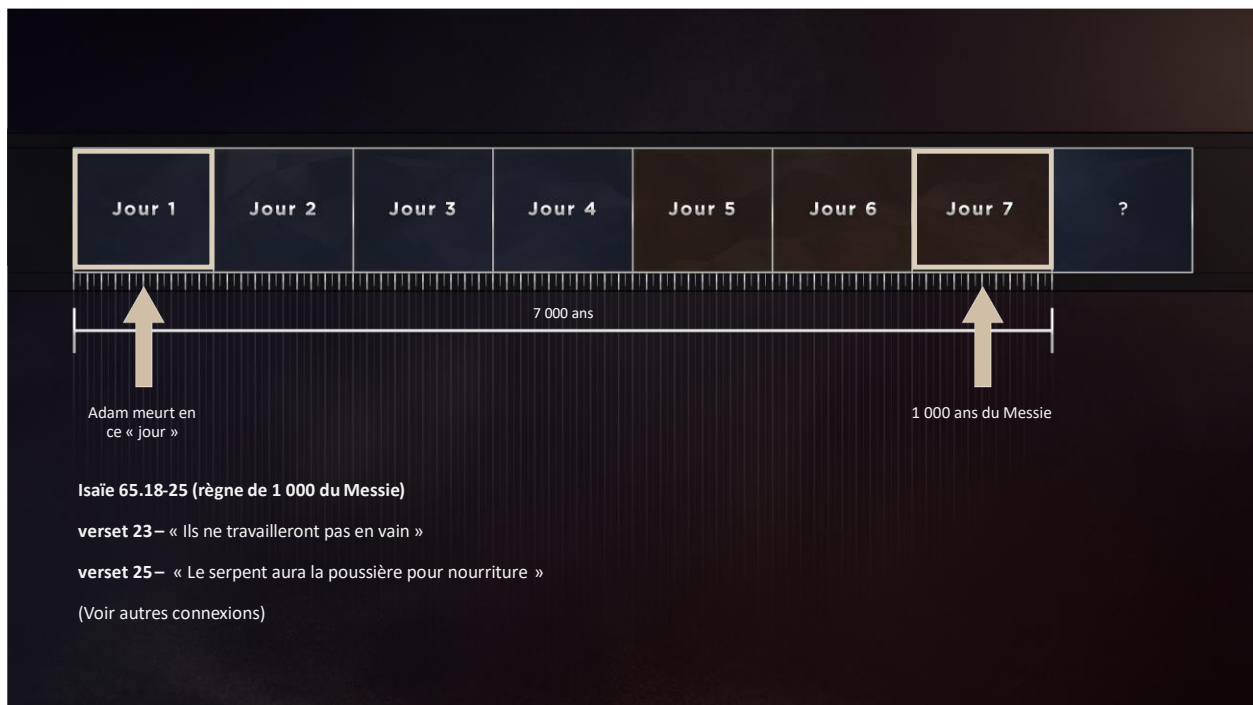 Jour 1 Jour 2 Jour 3 Jour 4 Jour 5 Jour 6 Jour 7 ?
7 000 ans
Adam meurt en
ce « jour »
1 000 ans du Messie
Isaïe 65.18-25 (règne de 1 000 du Messie)
verset 23 – « Ils ne travailleront pas en vain »
verset 25 – « Le serpent aura la poussière pour nourriture »
(Voir autres connexions)